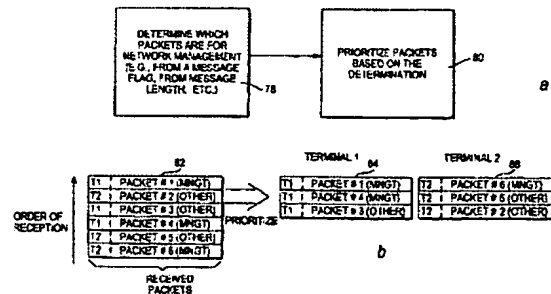 DETERMINE WHICH
PACKETS ARE FOR
NETWORK MANAGEMENT
(E.G., FROM A MESSAGE
FLAG, FROM MESSAGE
LENGTH, ETC.)
78
PRIORITIZE PACKETS
BASED ON THE
DETERMINATION
80
a
ORDER OF
RECEPTION
82
T1 PACKET # 1 (MNGT)
T2 PACKET # 2 (OTHER)
T1 PACKET # 3 (OTHER)
T1 PACKET # 4 (MNGT)
T2 PACKET # 5 (OTHER)
T2 PACKET # 6 (MNGT)
RECEIVED
PACKETS
PRIORITIZE
TERMINAL 1
84
T1 PACKET # 1 (MNGT)
T1 PACKET # 4 (MNGT)
T1 PACKET # 3 (OTHER)
TERMINAL 2
86
T2 PACKET # 6 (MNGT)
T2 PACKET # 5 (OTHER)
T2 PACKET # 2 (OTHER)
b